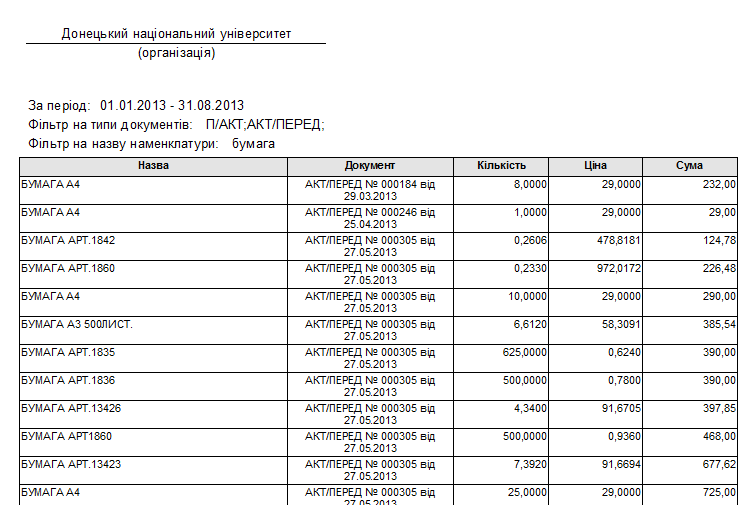 Донецький національний університет
(організація)
За період: 01.01.2013 - 31.08.2013
Фільтр на типи документів: П/АКТ;АКТ/ПЕРЕД;
Фільтр на назву наменклатури: бумага
Назва Документ Кількість Ціна Сума
БУМАГА А4 АКТ/ПЕРЕД № 000184 від 8,0000 29,0000 232,00
29.03.2013
БУМАГА А4 АКТ/ПЕРЕД № 000246 від 1,0000 29,0000 29,00
25.04.2013
БУМАГА АРТ.1842 АКТ/ПЕРЕД № 000305 від 0,2606 478,8181 124,78
27.05.2013
БУМАГА АРТ.1860 АКТ/ПЕРЕД № 000305 від 0,2330 972,0172 226,48
27.05.2013
БУМАГА А4 АКТ/ПЕРЕД № 000305 від 10,0000 29,0000 290,00
27.05.2013
БУМАГА А3 500ЛИСТ. АКТ/ПЕРЕД № 000305 від 6,6120 58,3091 385,54
27.05.2013
БУМАГА АРТ.1835 АКТ/ПЕРЕД № 000305 від 625,0000 0,6240 390,00
27.05.2013
БУМАГА АРТ.1836 АКТ/ПЕРЕД № 000305 від 500,0000 0,7800 390,00
27.05.2013
БУМАГА АРТ.13426 АКТ/ПЕРЕД № 000305 від 4,3400 91,6705 397,85
27.05.2013
БУМАГА АРТ1860 АКТ/ПЕРЕД № 000305 від 500,0000 0,9360 468,00
27.05.2013
БУМАГА АРТ.13423 АКТ/ПЕРЕД № 000305 від 7,3920 91,6694 677,62
27.05.2013
БУМАГА А4 АКТ/ПЕРЕД № 000305 від 25,0000 29,0000 725,00
27.05.2013